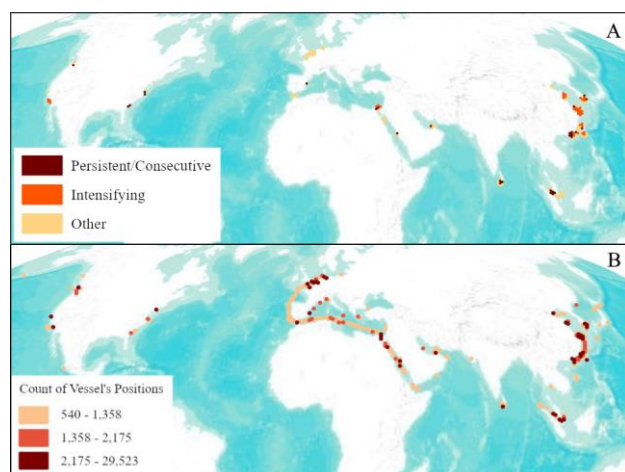 A
Persistent/Consecutive
Intensifying
Other
B
Count of Vessel's Positions
540 - 1,358
1,358 - 2,175
2,175 - 29,523